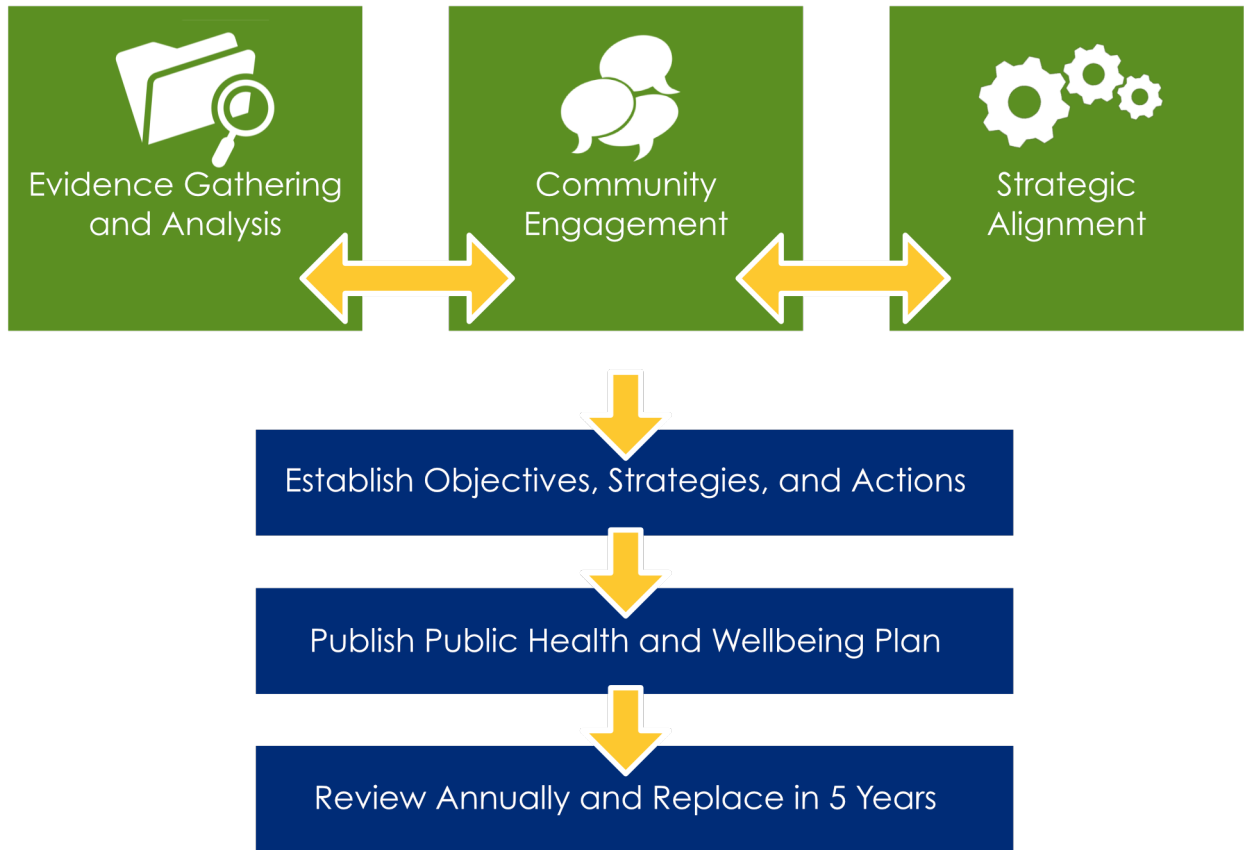 Evidence Gathering
and Analysis
Community
Engagement
Strategic
Alignment
Establish Objectives, Strategies, and Actions
Publish Public Health and Wellbeing Plan
Review Annually and Replace in 5 Years